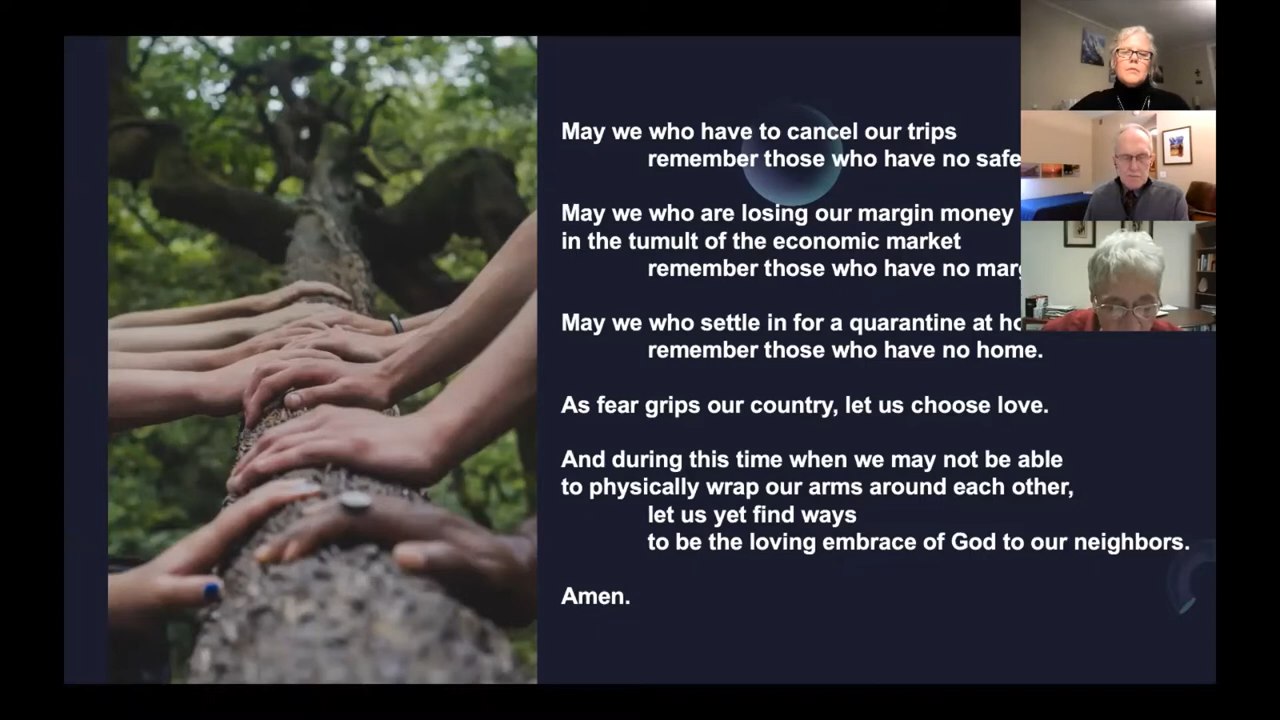 May we who have to cancel our trips
remember those who have no safe
May we who are losing our margin money
in the tumult of the economic market
remember those who have no
May we who settle in for a quarantine at
remember those who have no home.
As fear grips our country, let us choose love.
And during this time when we may not be able
to physically wrap our arms around each other,
let us yet find ways
to be the loving embrace of God to our neighbors.
Amen.